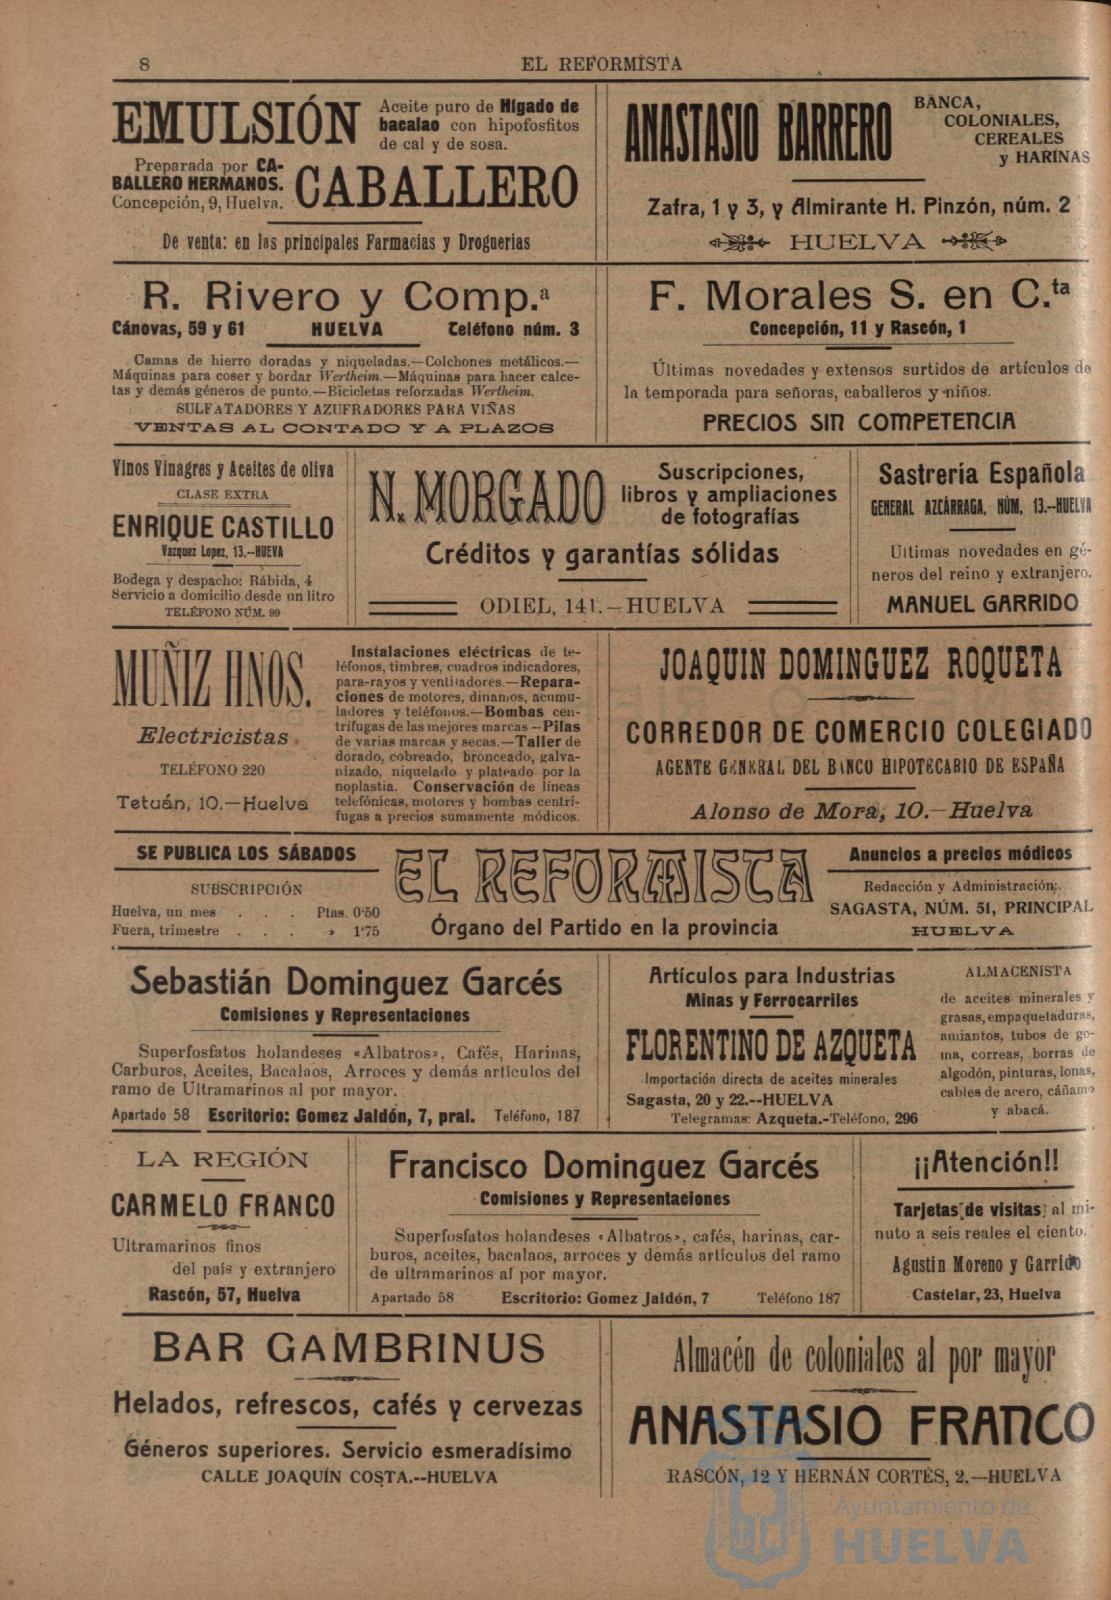 8
EL REFORMISTA
EMULSIÓN
Aceite puro de Hígado de
bacalao con hipofosfitos
de cal y de sosa.
Preparada por CA-
BALLERO HERMANOS.
Concepción, 9, Huelva.
CABALLERO
De venta: en las principales Farmacias y Droguerias
ANASTASIO BARRERO
BANCA,
COLONIALES,
CEREALES
y HARINAS
Zafra, 1 y 3, y Almirante H. Pinzón, núm. 2
HUELVA
R. Rivero y Comp.ª
Cánovas, 59 y 61 HUELVA Teléfono núm. 3
Camas de hierro doradas y niqueladas.—Colchones metálicos.—
Máquinas para coser y bordar Wertheim.—Máquinas para hacer calce-
tas y demás géneros de punto.—Bicicletas reforzadas Wertheim.
SULFATADORES Y AZUFRADORES PARA VIÑAS
VENTAS AL CONTADO Y A PLAZOS
F. Morales S. en C.ta
Concepción, 11 y Rascón, 1
Últimas novedades y extensos surtidos de artículos de
la temporada para señoras, caballeros y niños.
PRECIOS SIN COMPETENCIA
Vinos Vinagres y Aceites de oliva
CLASE EXTRA
ENRIQUE CASTILLO
Vazquez Lopez, 13.--HUEVA
Bodega y despacho: Rábida, 4
Servicio a domicilio desde un litro
TELÉFONO NÚM. 99
N. MORGADO
Suscripciones,
libros y ampliaciones
de fotografías
Créditos y garantías sólidas
ODIEL, 141.—HUELVA
Sastrería Española
GENERAL AZCÁRRAGA, NÚM, 13.--HUELVA
Ultimas novedades en gé-
neros del reino y extranjero.
MANUEL GARRIDO
MUÑIZ HNOS.
Electricistas
TELÉFONO 220
Tetuán, 10.—Huelva
Instalaciones eléctricas de te-
léfonos, timbres, cuadros indicadores,
para-rayos y ventiladores.—Repara-
ciones de motores, dinamos, acumu-
ladores y teléfonos.—Bombas cen-
trífugas de las mejores marcas—Pilas
de varias marcas y secas.—Taller de
dorado, cobreado, bronceado, galva-
nizado, niquelado y plateado por la
noplastia. Conservación de líneas
telefónicas, motores y bombas centrí-
fugas a precios sumamente módicos.
JOAQUIN DOMINGUEZ ROQUETA
CORREDOR DE COMERCIO COLEGIADO
AGENTE GENERAL DEL BANCO HIPOTECARIO DE ESPAÑA
Alonso de Mora, 10.—Huelva
SE PUBLICA LOS SÁBADOS
SUBSCRIPCIÓN
Huelva, un mes . . . Ptas. 0'50
Fuera, trimestre . . . » 1'75
EL REFORMISTA
Órgano del Partido en la provincia
Anuncios a precios módicos
Redacción y Administración:
SAGASTA, NÚM. 51, PRINCIPAL
HUELVA
Sebastián Dominguez Garcés
Comisiones y Representaciones
Superfosfatos holandeses «Albatros», Cafés, Harinas,
Carburos, Aceites, Bacalaos, Arroces y demás artículos del
ramo de Ultramarinos al por mayor.
Apartado 58 Escritorio: Gomez Jaldón, 7, pral. Teléfono, 187
Artículos para Industrias
Minas y Ferrocarriles
FLORENTINO DE AZQUETA
Importación directa de aceites minerales
Sagasta, 20 y 22.--HUELVA
Telegramas: Azqueta.-Teléfono, 296
ALMACENISTA
de aceites minerales y
grasas, empaquetaduras,
amiantos, tubos de go-
ma, correas, borras de
algodón, pinturas, lonas,
cables de acero, cáñamo
y abacá.
LA REGIÓN
CARMELO FRANCO
Ultramarinos finos
del país y extranjero
Rascón, 57, Huelva
Francisco Dominguez Garcés
Comisiones y Representaciones
Superfosfatos holandeses «Albatros», cafés, harinas, car-
buros, aceites, bacalaos, arroces y demás artículos del ramo
de ultramarinos al por mayor.
Apartado 58 Escritorio: Gomez Jaldón, 7 Teléfono 187
¡¡Atención!!
Tarjetas de visitas, al mi-
nuto a seis reales el ciento.
Agustin Moreno y Garrido
Castelar, 23, Huelva
BAR GAMBRINUS
Helados, refrescos, cafés y cervezas
Géneros superiores. Servicio esmeradísimo
CALLE JOAQUÍN COSTA.--HUELVA
Almacén de coloniales al por mayor
ANASTASIO FRANCO
RASCÓN, 12 Y HERNÁN CORTÉS, 2.—HUELVA
Ayuntamiento de
HUELVA